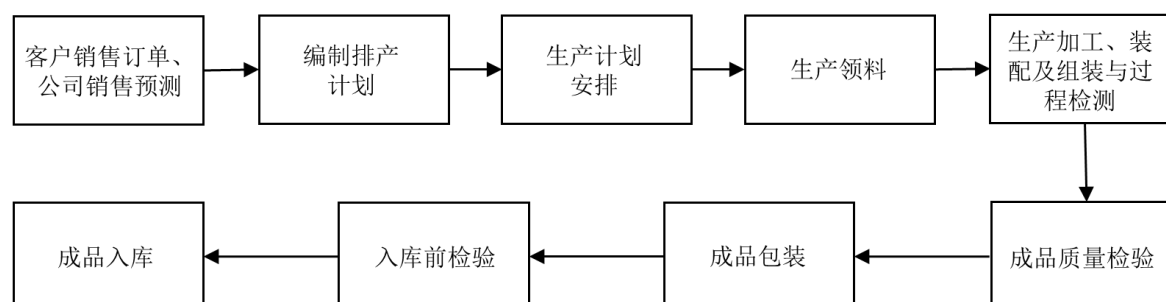 客户销售订单、
公司销售预测
编制排产
计划
生产计划
安排
生产领料
生产加工、装
配及组装与过
程检测
成品入库
入库前检验
成品包装
成品质量检验